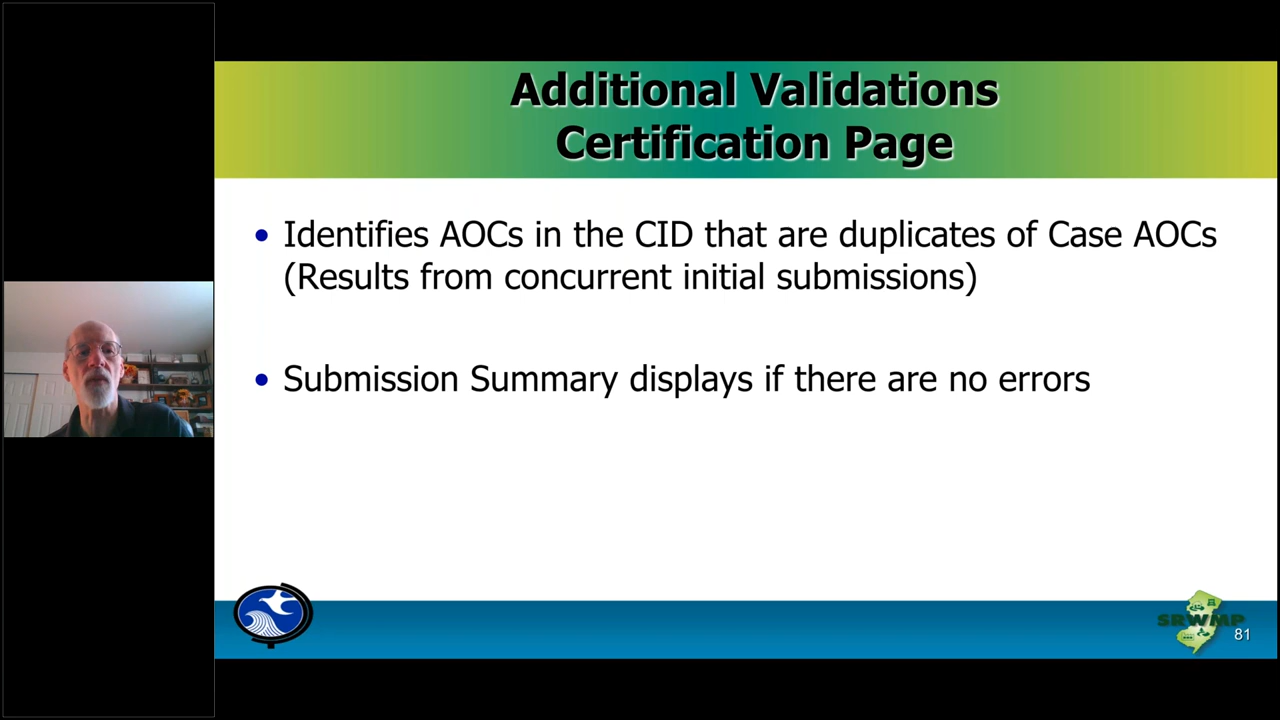 Additional Validations
Certification Page
• Identifies AOCs in the CID that are duplicates of Case AOCs
(Results from concurrent initial submissions)
• Submission Summary displays if there are no errors
SRWMP
81